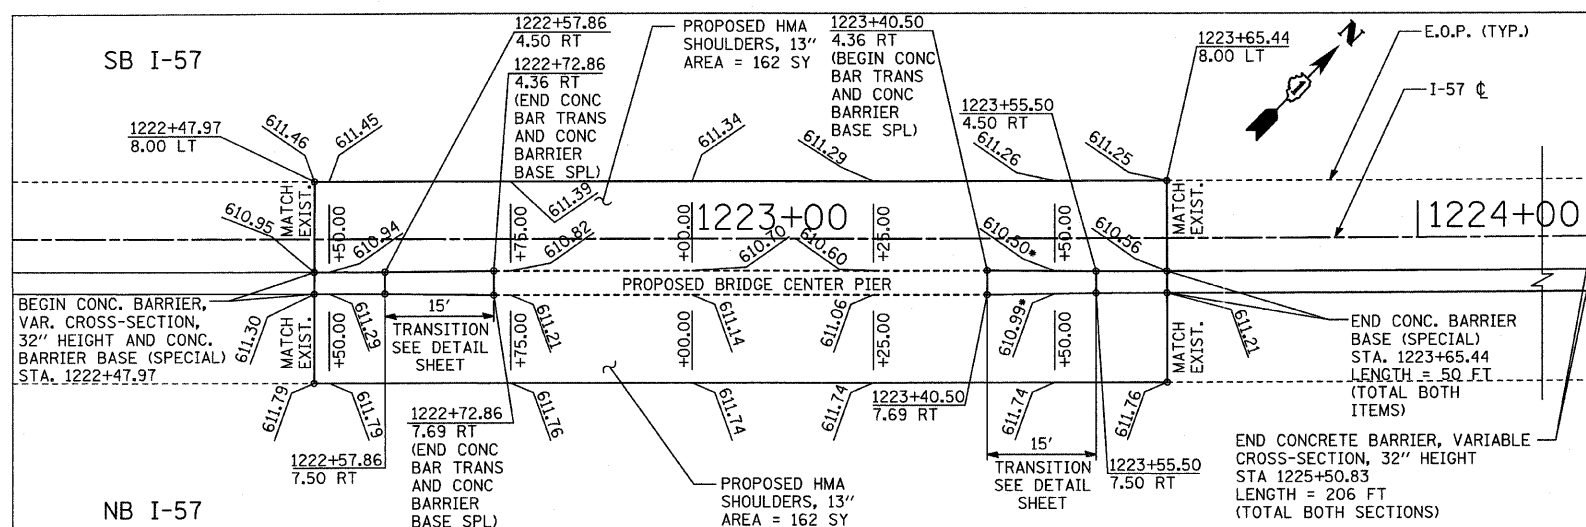 SB I-57
1222+57.86
4.50 RT
1222+72.86
4.36 RT
(END CONC
BAR TRANS
AND CONC
BARRIER
BASE SPL)
PROPOSED HMA
SHOULDERS, 13"
AREA = 162 SY
1223+40.50
4.36 RT
(BEGIN CONC
BAR TRANS
AND CONC
BARRIER
BASE SPL)
1223+65.44
8.00 LT
1223+55.50
4.50 RT
N
E.O.P. (TYP.)
I-57 ℄
1222+47.97
8.00 LT
611.46
611.45
611.39
611.34
611.29
611.26
611.25
MATCH
EXIST.
+50.00
+75.00
+00.00
1223+00
+25.00
+50.00
MATCH
EXIST.
1224+00
610.95
610.94
610.82
610.70
610.60
610.50*
610.56
PROPOSED BRIDGE CENTER PIER
BEGIN CONC. BARRIER,
VAR. CROSS-SECTION,
32" HEIGHT AND CONC.
BARRIER BASE (SPECIAL)
STA. 1222+47.97
611.30
611.29
611.21
611.14
611.06
610.99*
611.21
MATCH
EXIST.
+50.00
15'
TRANSITION
SEE DETAIL
SHEET
+75.00
+00.00
+25.00
+50.00
MATCH
EXIST.
END CONC. BARRIER
BASE (SPECIAL)
STA. 1223+65.44
LENGTH = 50 FT
(TOTAL BOTH
ITEMS)
611.79
611.79
611.76
611.74
611.74
611.74
611.76
1222+57.86
7.50 RT
1222+72.86
7.69 RT
(END CONC
BAR TRANS
AND CONC
BARRIER
BASE SPL)
PROPOSED HMA
SHOULDERS, 13"
AREA = 162 SY
1223+40.50
7.69 RT
15'
TRANSITION
SEE DETAIL
SHEET
1223+55.50
7.50 RT
END CONCRETE BARRIER, VARIABLE
CROSS-SECTION, 32" HEIGHT
STA 1225+50.83
LENGTH = 206 FT
(TOTAL BOTH SECTIONS)
NB I-57